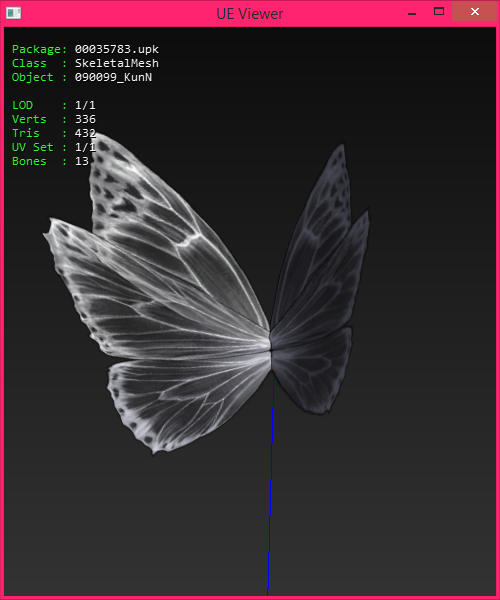 UE Viewer
Package: 00035783.upk
Class : SkeletalMesh
Object : 090099_KunN
LOD : 1/1
Verts : 336
Tris : 432
UV Set : 1/1
Bones : 13